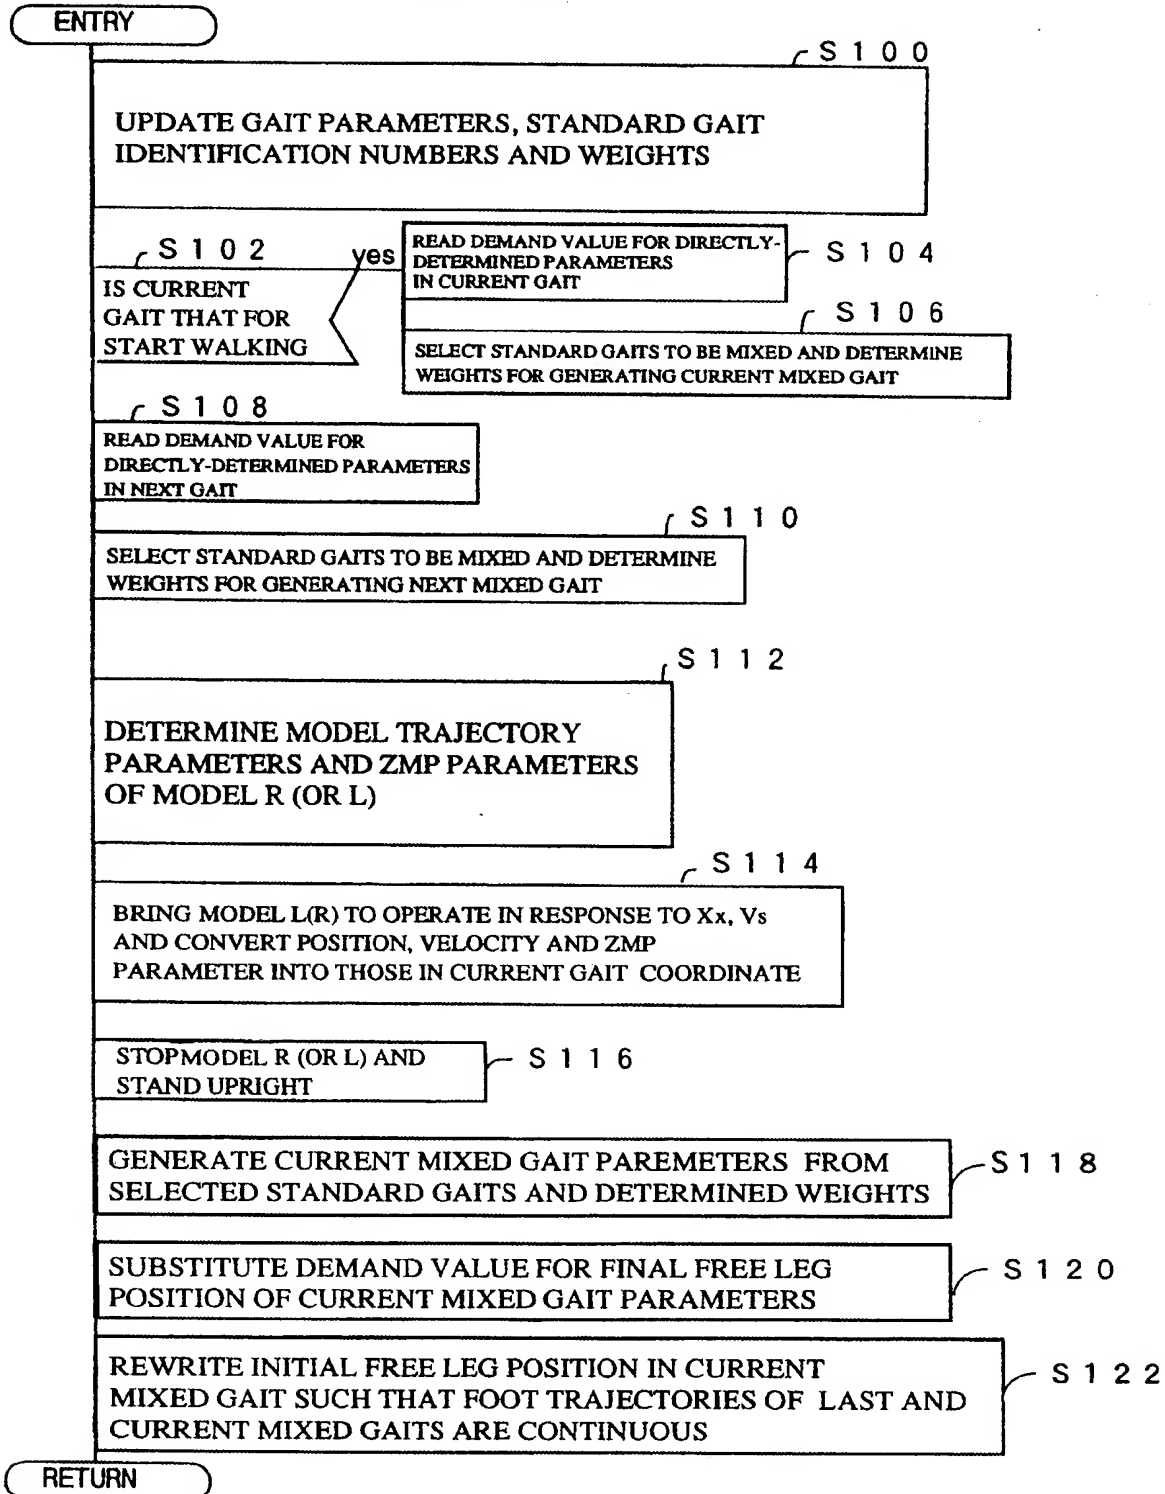 ENTRY
S100
UPDATE GAIT PARAMETERS, STANDARD GAIT
IDENTIFICATION NUMBERS AND WEIGHTS
S102
IS CURRENT
GAIT THAT FOR
START WALKING
yes
READ DEMAND VALUE FOR DIRECTLY-
DETERMINED PARAMETERS
IN CURRENT GAIT
S104
S106
SELECT STANDARD GAITS TO BE MIXED AND DETERMINE
WEIGHTS FOR GENERATING CURRENT MIXED GAIT
S108
READ DEMAND VALUE FOR
DIRECTLY-DETERMINED PARAMETERS
IN NEXT GAIT
S110
SELECT STANDARD GAITS TO BE MIXED AND DETERMINE
WEIGHTS FOR GENERATING NEXT MIXED GAIT
S112
DETERMINE MODEL TRAJECTORY
PARAMETERS AND ZMP PARAMETERS
OF MODEL R (OR L)
S114
BRING MODEL L(R) TO OPERATE IN RESPONSE TO Xx, Vs
AND CONVERT POSITION, VELOCITY AND ZMP
PARAMETER INTO THOSE IN CURRENT GAIT COORDINATE
STOPMODEL R (OR L) AND
STAND UPRIGHT
S116
GENERATE CURRENT MIXED GAIT PAREMETERS FROM
SELECTED STANDARD GAITS AND DETERMINED WEIGHTS
S118
SUBSTITUTE DEMAND VALUE FOR FINAL FREE LEG
POSITION OF CURRENT MIXED GAIT PARAMETERS
S120
REWRITE INITIAL FREE LEG POSITION IN CURRENT
MIXED GAIT SUCH THAT FOOT TRAJECTORIES OF LAST AND
CURRENT MIXED GAITS ARE CONTINUOUS
S122
RETURN